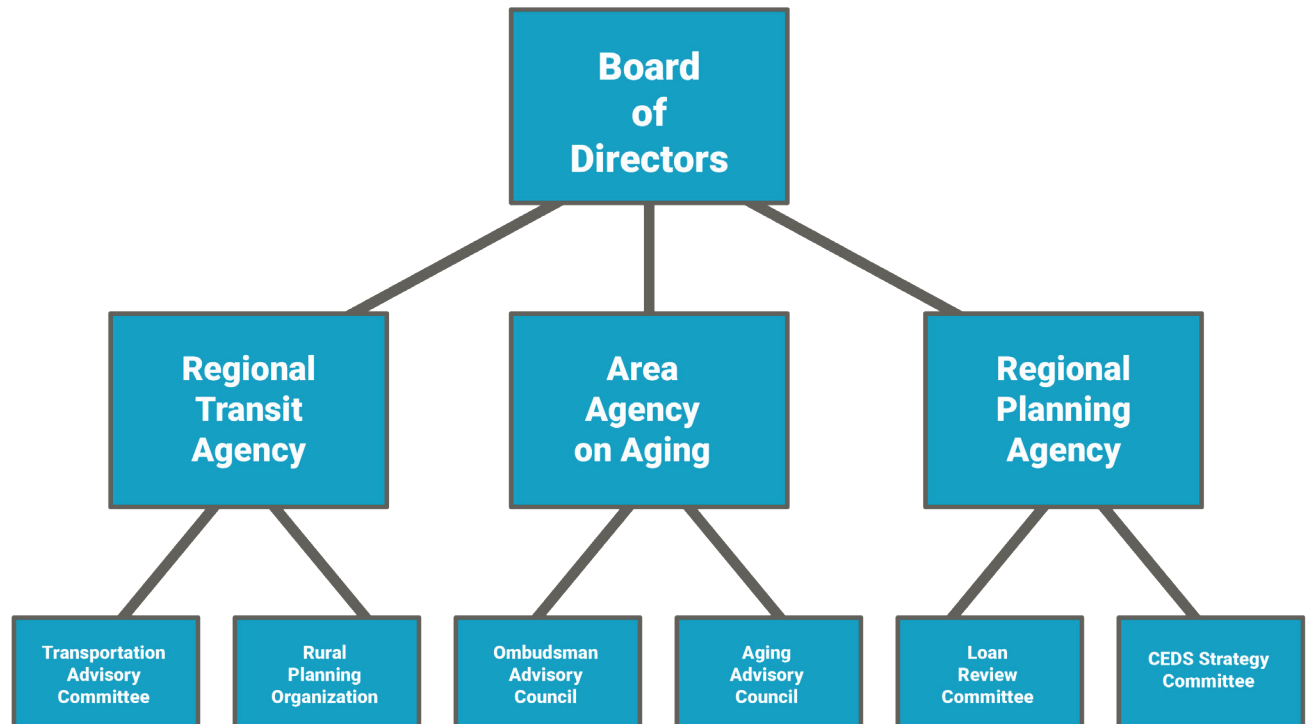 Board
of
Directors
Regional
Transit
Agency
Area
Agency
on Aging
Regional
Planning
Agency
Transportation
Advisory
Committee
Rural
Planning
Organization
Ombudsman
Advisory
Council
Aging
Advisory
Council
Loan
Review
Committee
CEDS Strategy
Committee